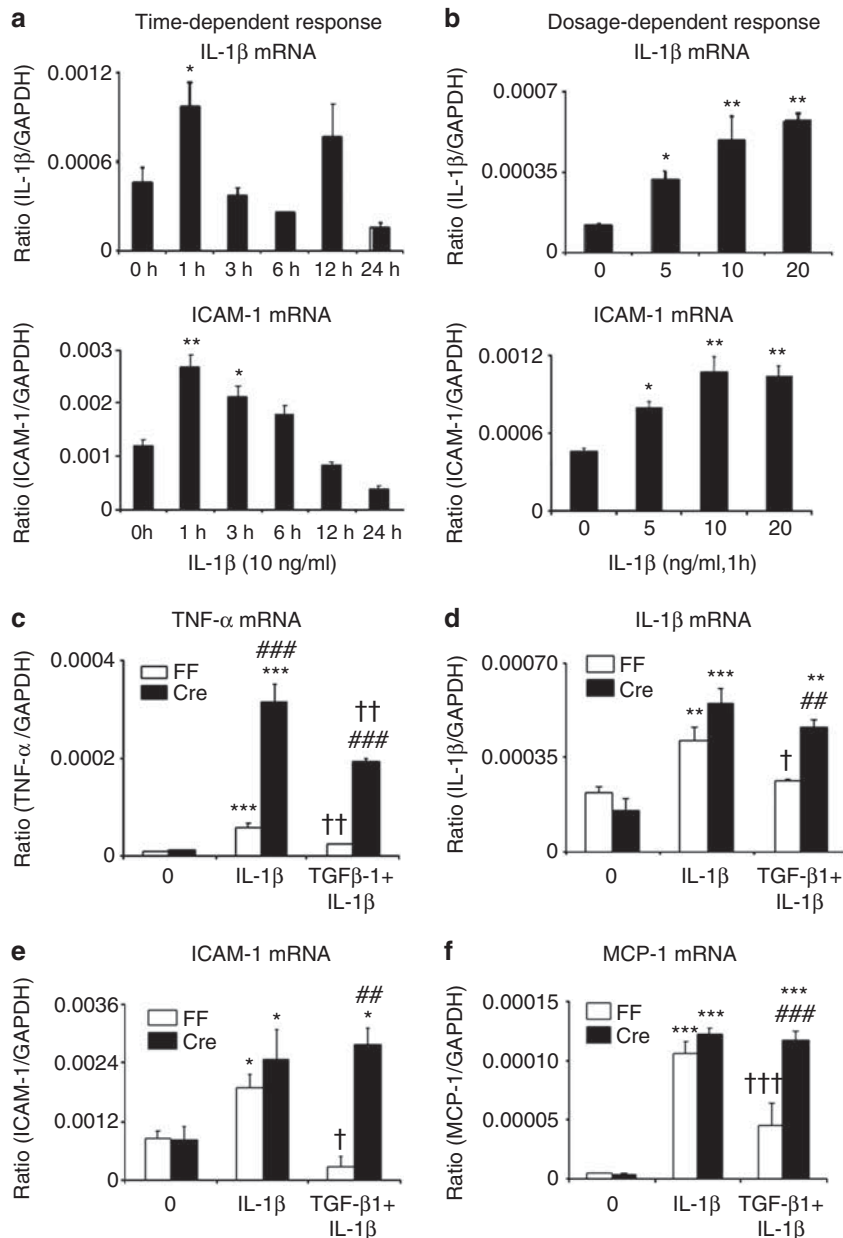 a
Time-dependent response
IL-1β mRNA
Ratio (IL-1β/GAPDH)
0.0012
0.0006
0
*
0 h 1 h 3 h 6 h 12 h 24 h
ICAM-1 mRNA
Ratio (ICAM-1/GAPDH)
0.003
0.002
0.001
0
**
*
0h 1 h 3 h 6 h 12 h 24 h
IL-1β (10 ng/ml)
b
Dosage-dependent response
IL-1β mRNA
Ratio (IL-1β/GAPDH)
0.0007
0.00035
0
*
**
**
0 5 10 20
ICAM-1 mRNA
Ratio (ICAM-1/GAPDH)
0.0012
0.0006
0
*
**
**
0 5 10 20
IL-1β (ng/ml,1h)
c
TNF-α mRNA
Ratio (TNF-α/GAPDH)
0.0004
0.0002
0
FF
Cre
***
###
***
††
††
###
0 IL-1β TGFβ-1+
IL-1β
d
IL-1β mRNA
Ratio (IL-1β/GAPDH)
0.00070
0.00035
0
FF
Cre
**
***
†
**
##
0 IL-1β TGF-β1+
IL-1β
e
ICAM-1 mRNA
Ratio (ICAM-1/GAPDH)
0.0036
0.0024
0.0012
0
FF
Cre
*
*
†
##
*
0 IL-1β TGF-β1+
IL-1β
f
MCP-1 mRNA
Ratio (MCP-1/GAPDH)
0.00015
0.00010
0.00005
0
FF
Cre
***
***
†††
***
###
0 IL-1β TGF-β1+
IL-1β